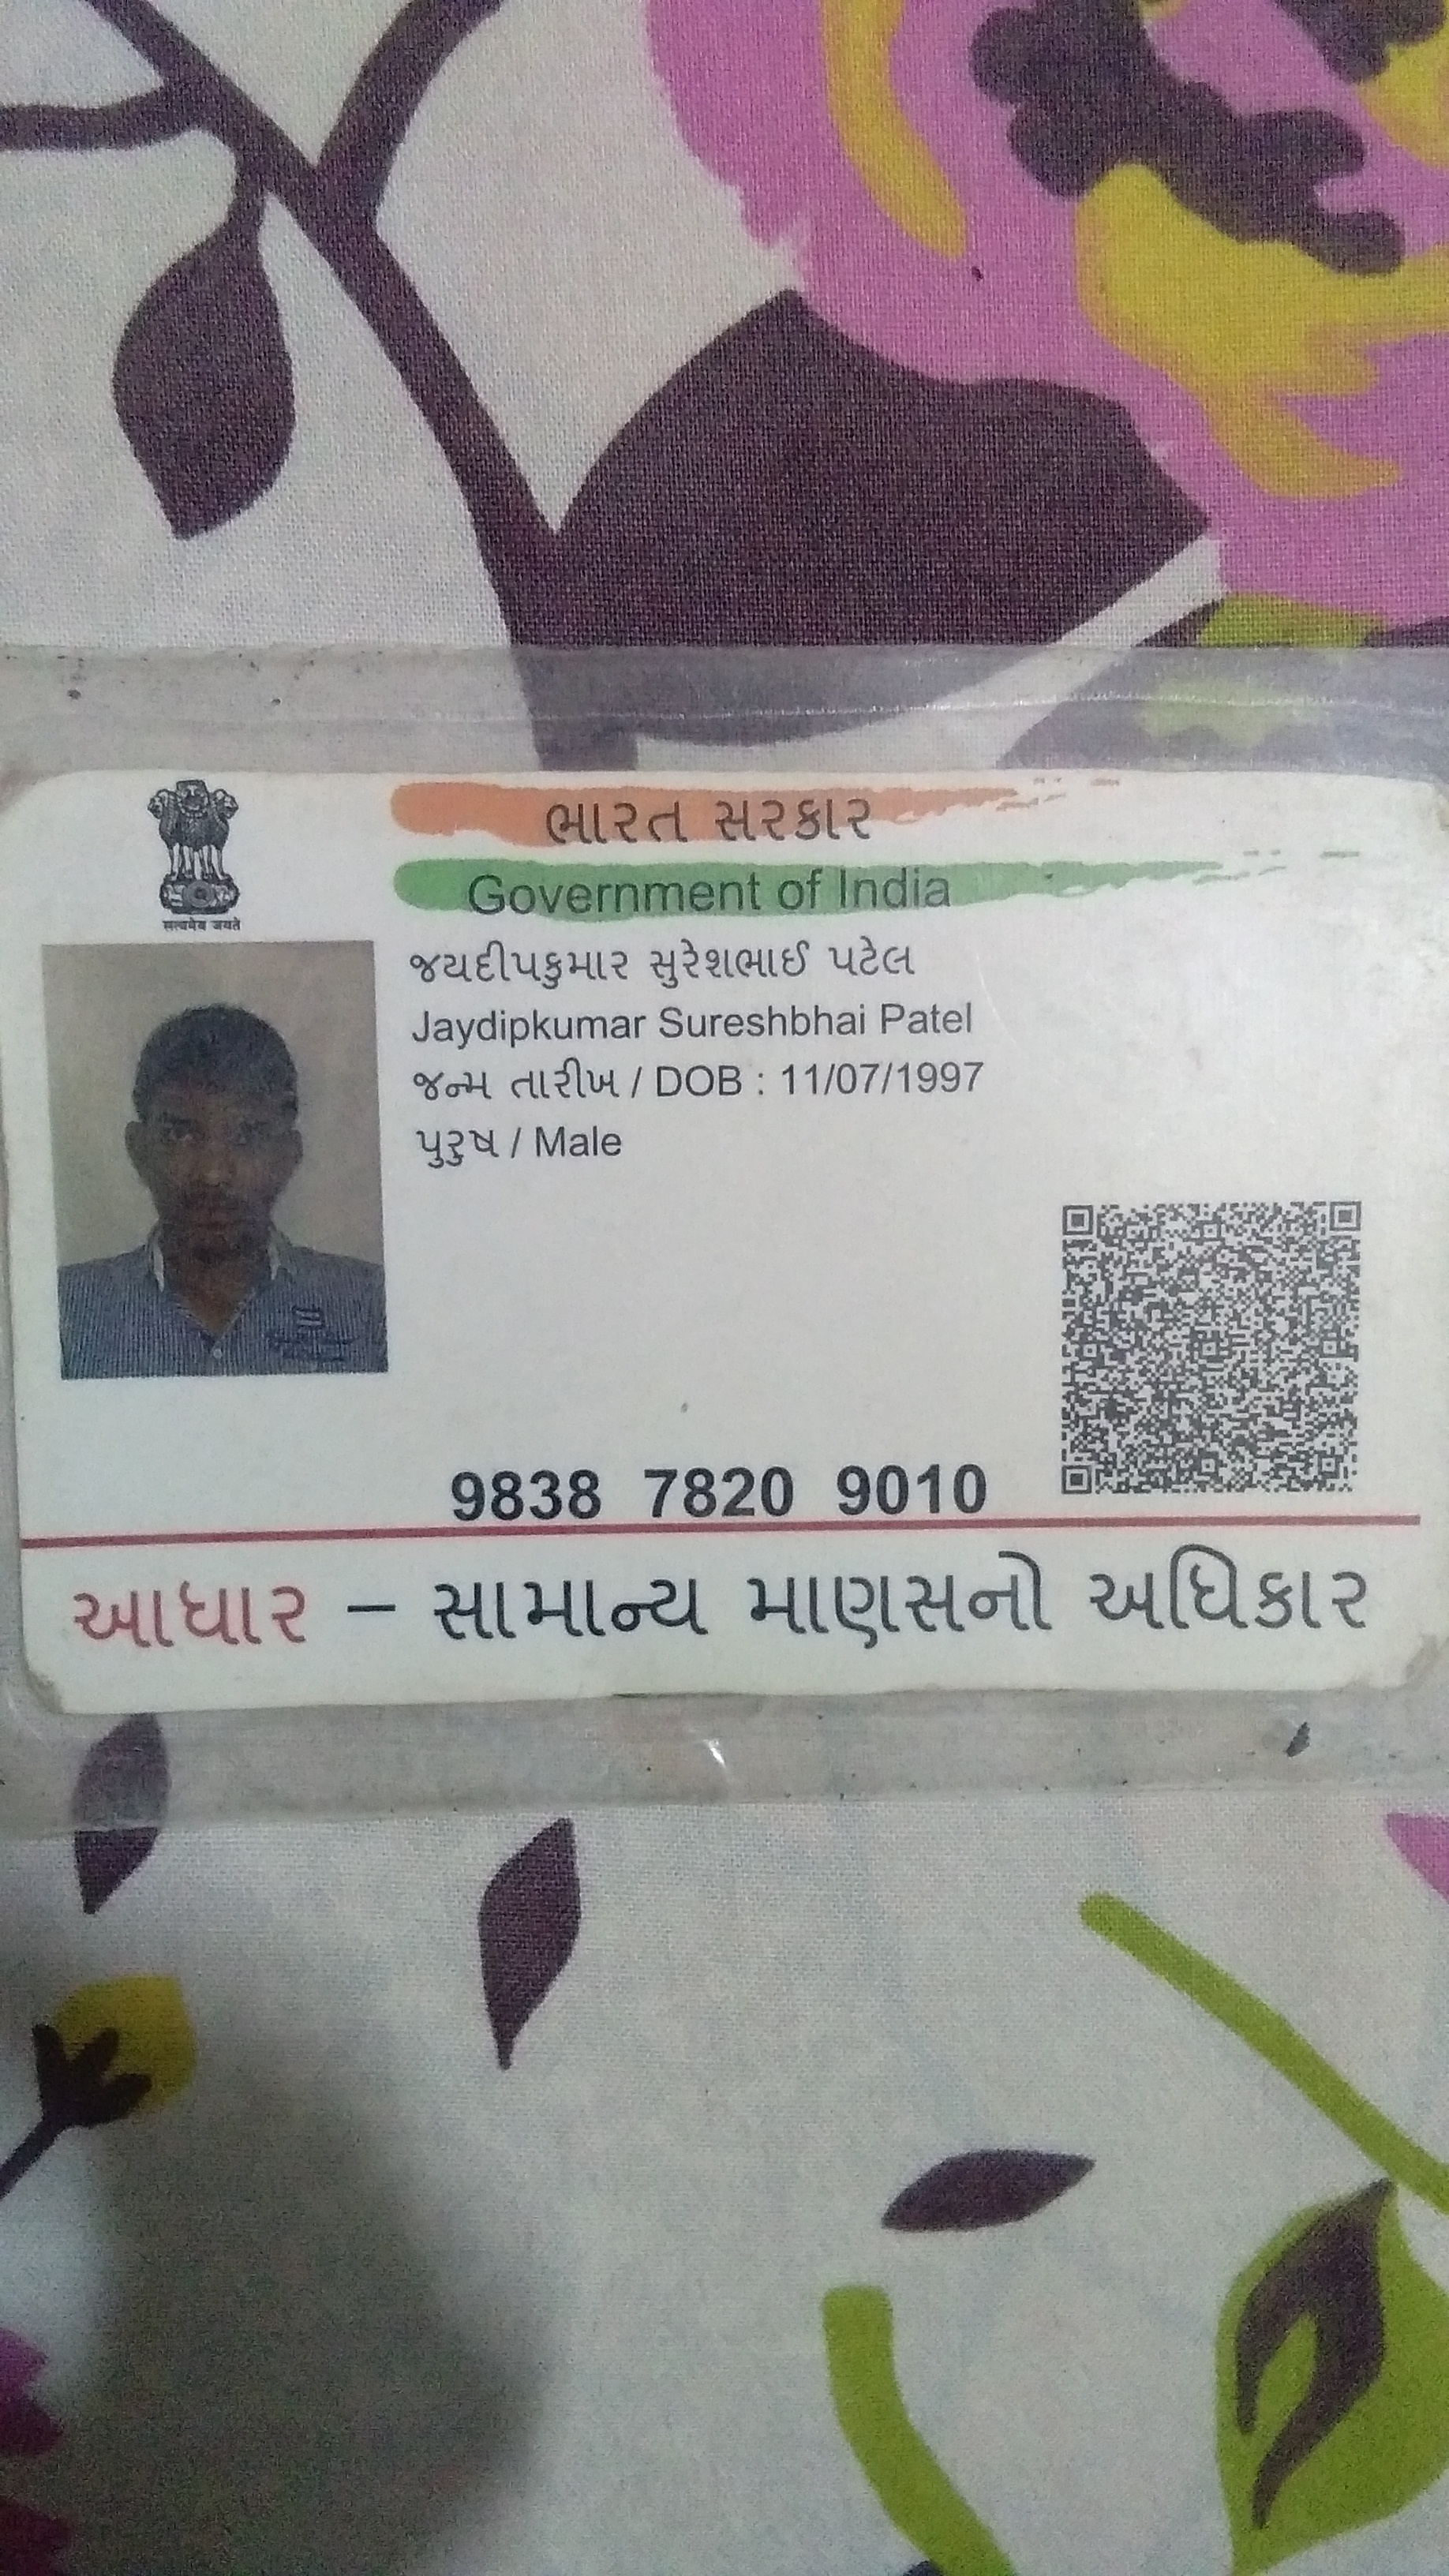 ભારત સરકાર
Government of India
सत्यमेव जयते
જયદીપકુમાર સુરેશભાઈ પટેલ
Jaydipkumar Sureshbhai Patel
જન્મ તારીખ / DOB : 11/07/1997
પુરુષ / Male
9838 7820 9010
આધાર – સામાન્ય માણસનો અધિકાર